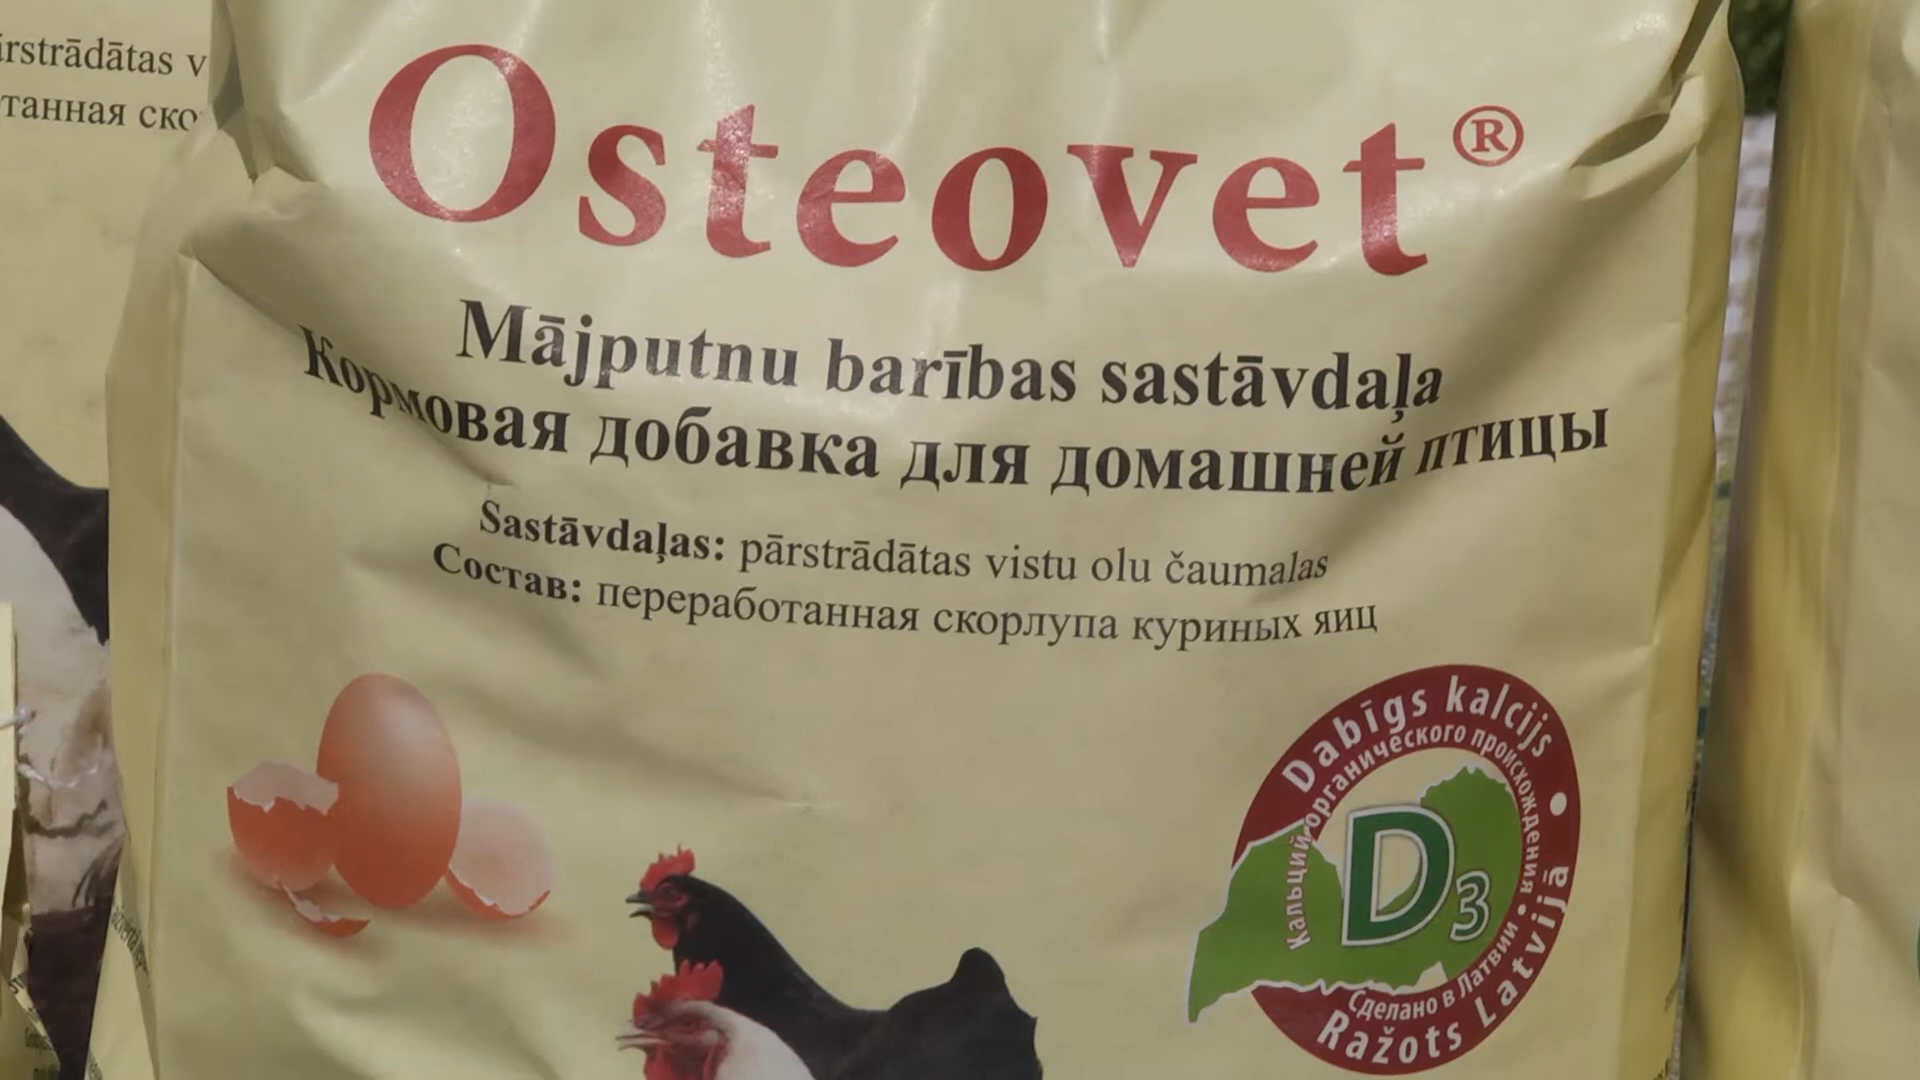 Osteovet®
Mājputnu barības sastāvdaļa
Кормовая добавка для домашней птицы
Sastāvdaļas: pārstrādātas vistu olu čaumalas
Состав: переработанная скорлупа куриных яиц
Dabīgs kalcijs • Ražots Latvijā
Кальций органического происхождения • Сделано в Латвии
D3